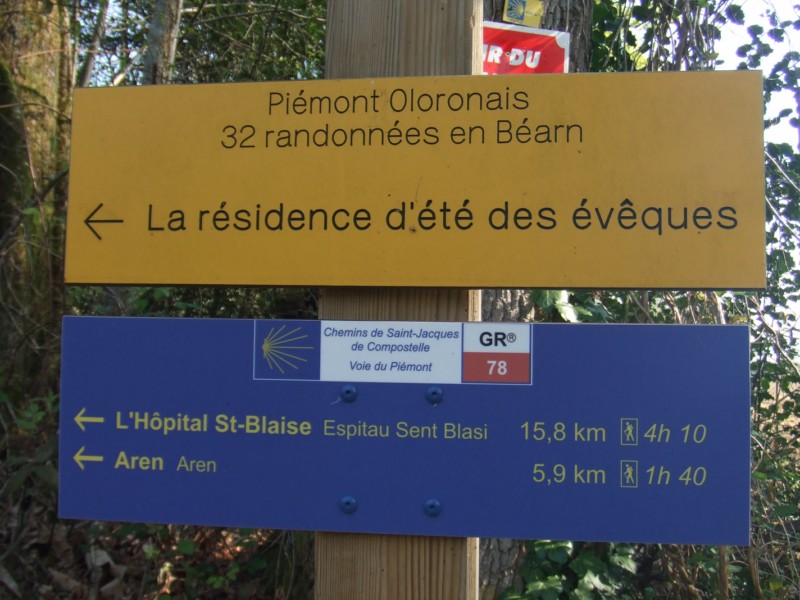 R DU
Piémont Oloronais
32 randonnées en Béarn
← La résidence d'été des évêques
Chemins de Saint-Jacques
de Compostelle
Voie du Piémont
GR®
78
← L'Hôpital St-Blaise Espitau Sent Blasi 15,8 km 4h 10
← Aren Aren 5,9 km 1h 40